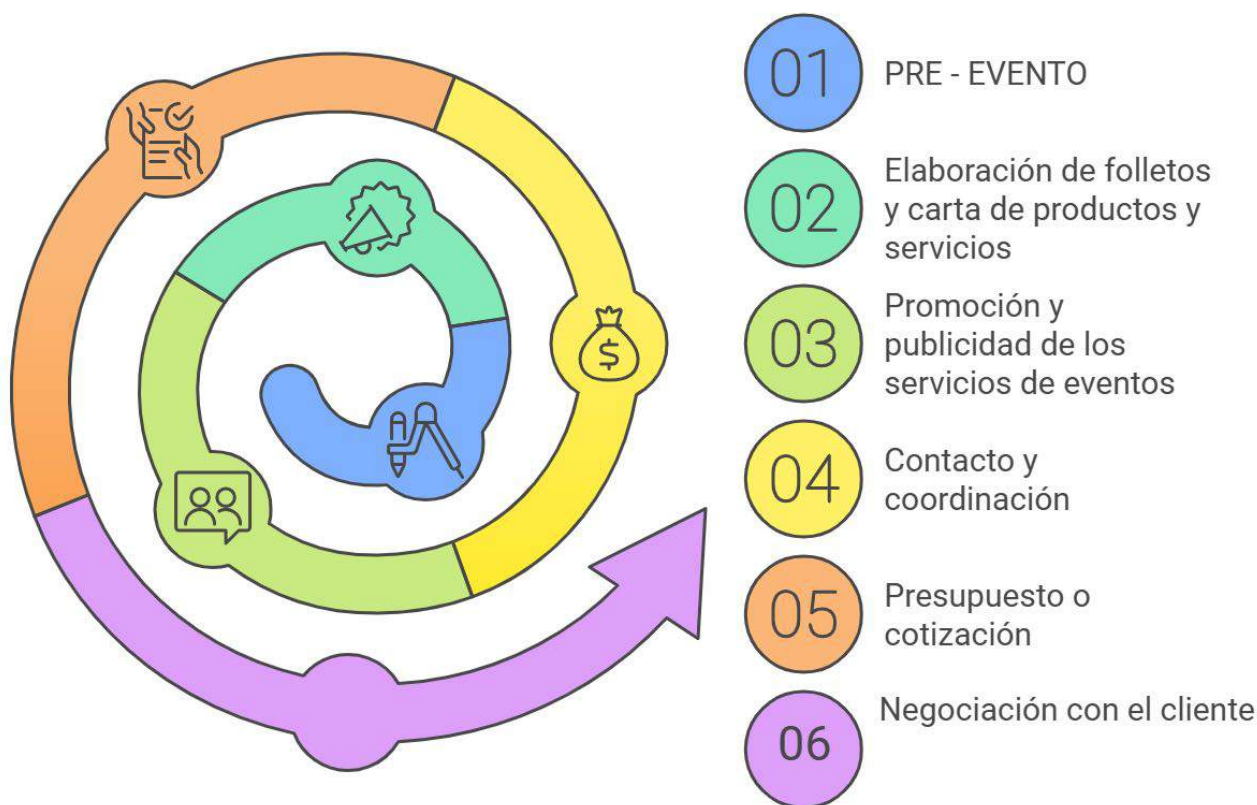 01
PRE - EVENTO
02
Elaboración de folletos
y carta de productos y
servicios
03
Promoción y
publicidad de los
servicios de eventos
04
Contacto y
coordinación
05
Presupuesto o
cotización
06
Negociación con el cliente
$